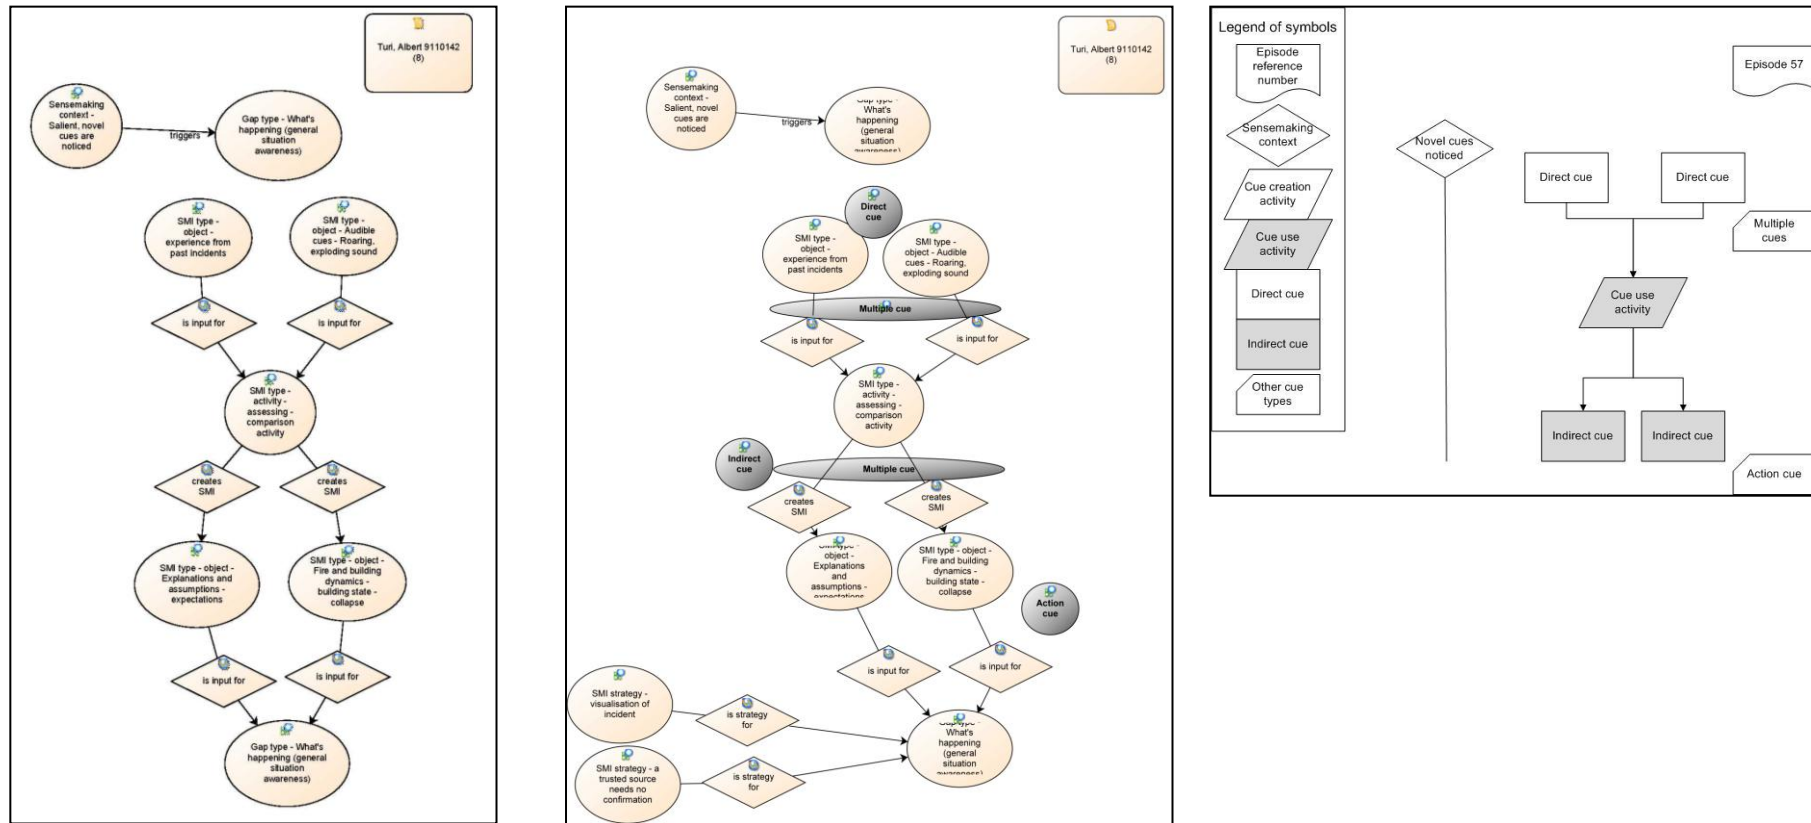 Turi, Albert 9110142
(8)
Sensemaking
context -
Salient, novel
cues are
noticed
triggers
Gap type - What's
happening (general
situation
awareness)
SMI type -
object -
experience from
past incidents
SMI type -
object - Audible
cues - Roaring,
exploding sound
is input for
is input for
SMI type -
activity -
assessing -
comparison
activity
creates
SMI
creates
SMI
SMI type - object -
Explanations and
assumptions -
expectations
SMI type - object -
Fire and building
dynamics -
building state -
collapse
is input for
is input for
Gap type - What's
happening (general
situation
awareness)
Turi, Albert 9110142
(8)
Sensemaking
context -
Salient, novel
cues are
noticed
triggers
Gap type -
What's
happening
(general
situation
awareness)
Direct
cue
SMI type -
object -
experience from
past incidents
SMI type -
object - Audible
cues - Roaring,
exploding sound
Multiple cue
is input for
is input for
SMI type -
activity -
assessing -
comparison
activity
Indirect
cue
Multiple cue
creates
SMI
creates
SMI
SMI type -
object -
Explanations
and
assumptions -
expectations
SMI type - object -
Fire and building
dynamics -
building state -
collapse
Action
cue
is input for
is input for
SMI strategy -
visualisation of
incident
is strategy
for
Gap type -
What's
happening
(general
situation
awareness)
SMI strategy - a
trusted source
needs no
confirmation
is strategy
for
Legend of symbols
Episode
reference
number
Sensemaking
context
Cue creation
activity
Cue use
activity
Direct cue
Indirect cue
Other cue
types
Episode 57
Novel cues
noticed
Direct cue
Direct cue
Multiple
cues
Cue use
activity
Indirect cue
Indirect cue
Action cue